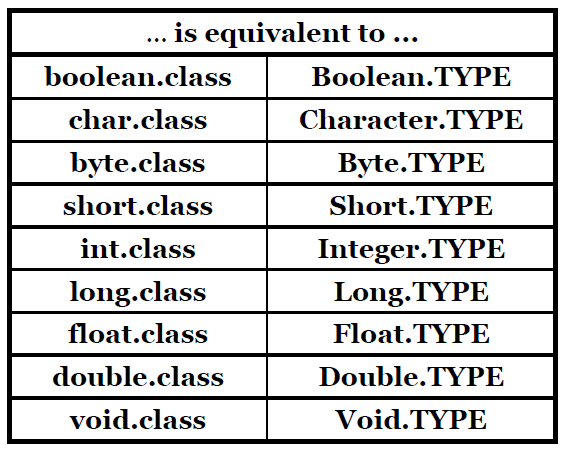 ... is equivalent to ...
boolean.class Boolean.TYPE
char.class Character.TYPE
byte.class Byte.TYPE
short.class Short.TYPE
int.class Integer.TYPE
long.class Long.TYPE
float.class Float.TYPE
double.class Double.TYPE
void.class Void.TYPE